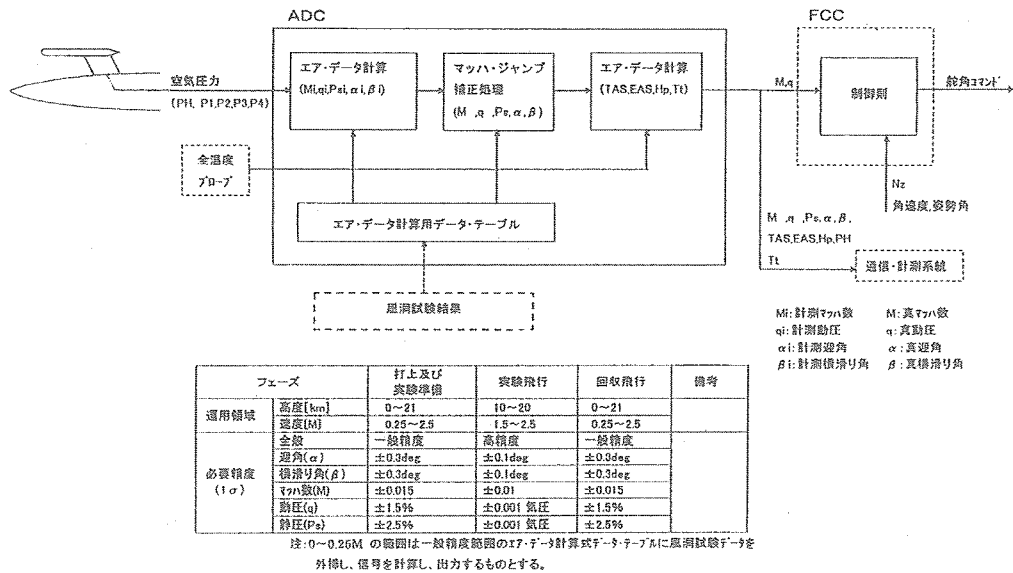 ADC
FCC
空気圧力
(PH, P1,P2,P3,P4)
エア・データ計算
(Mi,qi,Psi,αi,βi)
マッハ・ジャンプ
補正処理
(M ,q ,Ps,α,β)
エア・データ計算
(TAS,EAS,Hp,Tt)
M,q
制御則
舵角コマンド
全温度
プローブ
エア・データ計算用データ・テーブル
Nz
角速度,姿勢角
M ,q ,Ps,α,β,
TAS,EAS,Hp,PH
Tt
通信・計測系統
風洞試験結果
Mi:計測マッハ数 M:真マッハ数
qi:計測動圧 q:真動圧
αi:計測迎角 α:真迎角
βi:計測横滑り角 β:真横滑り角
フェーズ 打上及び実験準備 実験飛行 回収飛行 備考
運用領域 高度[km] 0~21 10~20 0~21
速度[M] 0.25~2.5 1.5~2.5 0.25~2.5
必要精度(1σ) 全般 一般精度 高精度 一般精度
迎角(α) ±0.3deg ±0.1deg ±0.3deg
横滑り角(β) ±0.3deg ±0.1deg ±0.3deg
マッハ数(M) ±0.015 ±0.01 ±0.015
動圧(q) ±1.5% ±0.001 気圧 ±1.5%
静圧(Ps) ±2.5% ±0.001 気圧 ±2.5%
注:0~0.25M の範囲は一般精度範囲のエア・データ計算式データ・テーブルに風洞試験データを
外挿し、信号を計算し、出力するものとする。